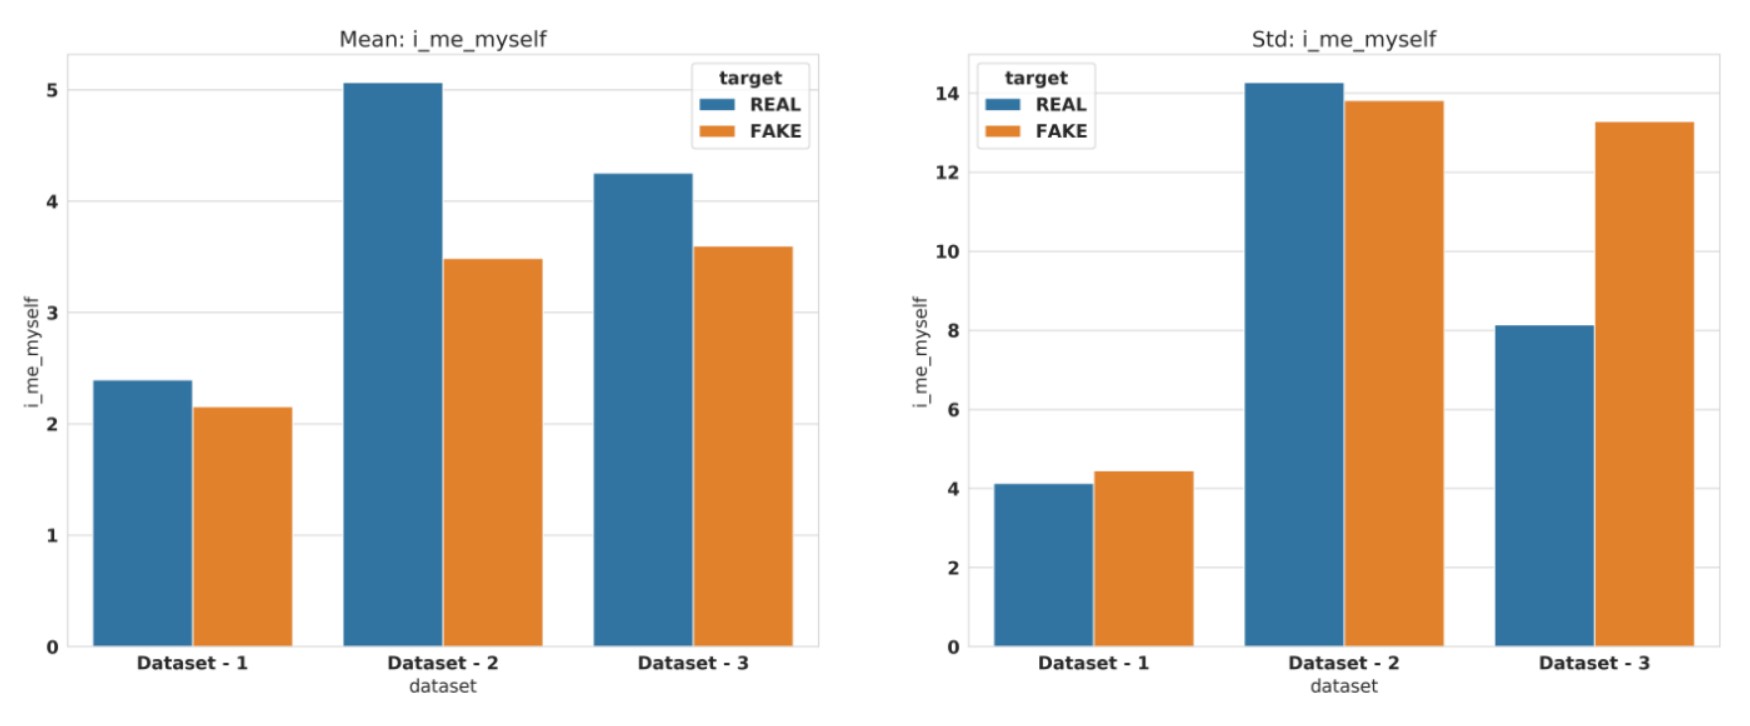 Mean: i_me_myself
target
REAL
FAKE
5
4
3
2
1
0
i_me_myself
Dataset - 1
Dataset - 2
Dataset - 3
dataset
Std: i_me_myself
target
REAL
FAKE
14
12
10
8
6
4
2
0
i_me_myself
Dataset - 1
Dataset - 2
Dataset - 3
dataset